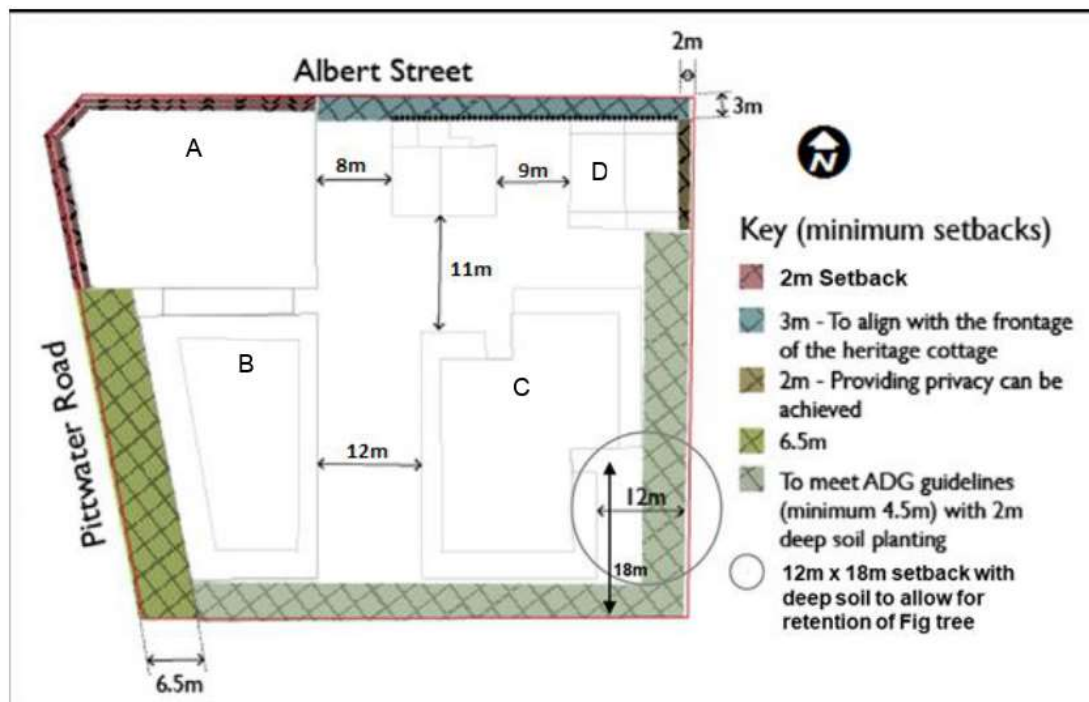 2m
Albert Street
3m
A
D
8m
9m
N
11m
B
C
Pittwater Road
12m
12m
18m
6.5m
Key (minimum setbacks)
2m Setback
3m - To align with the frontage
of the heritage cottage
2m - Providing privacy can be
achieved
6.5m
To meet ADG guidelines
(minimum 4.5m) with 2m
deep soil planting
12m x 18m setback with
deep soil to allow for
retention of Fig tree